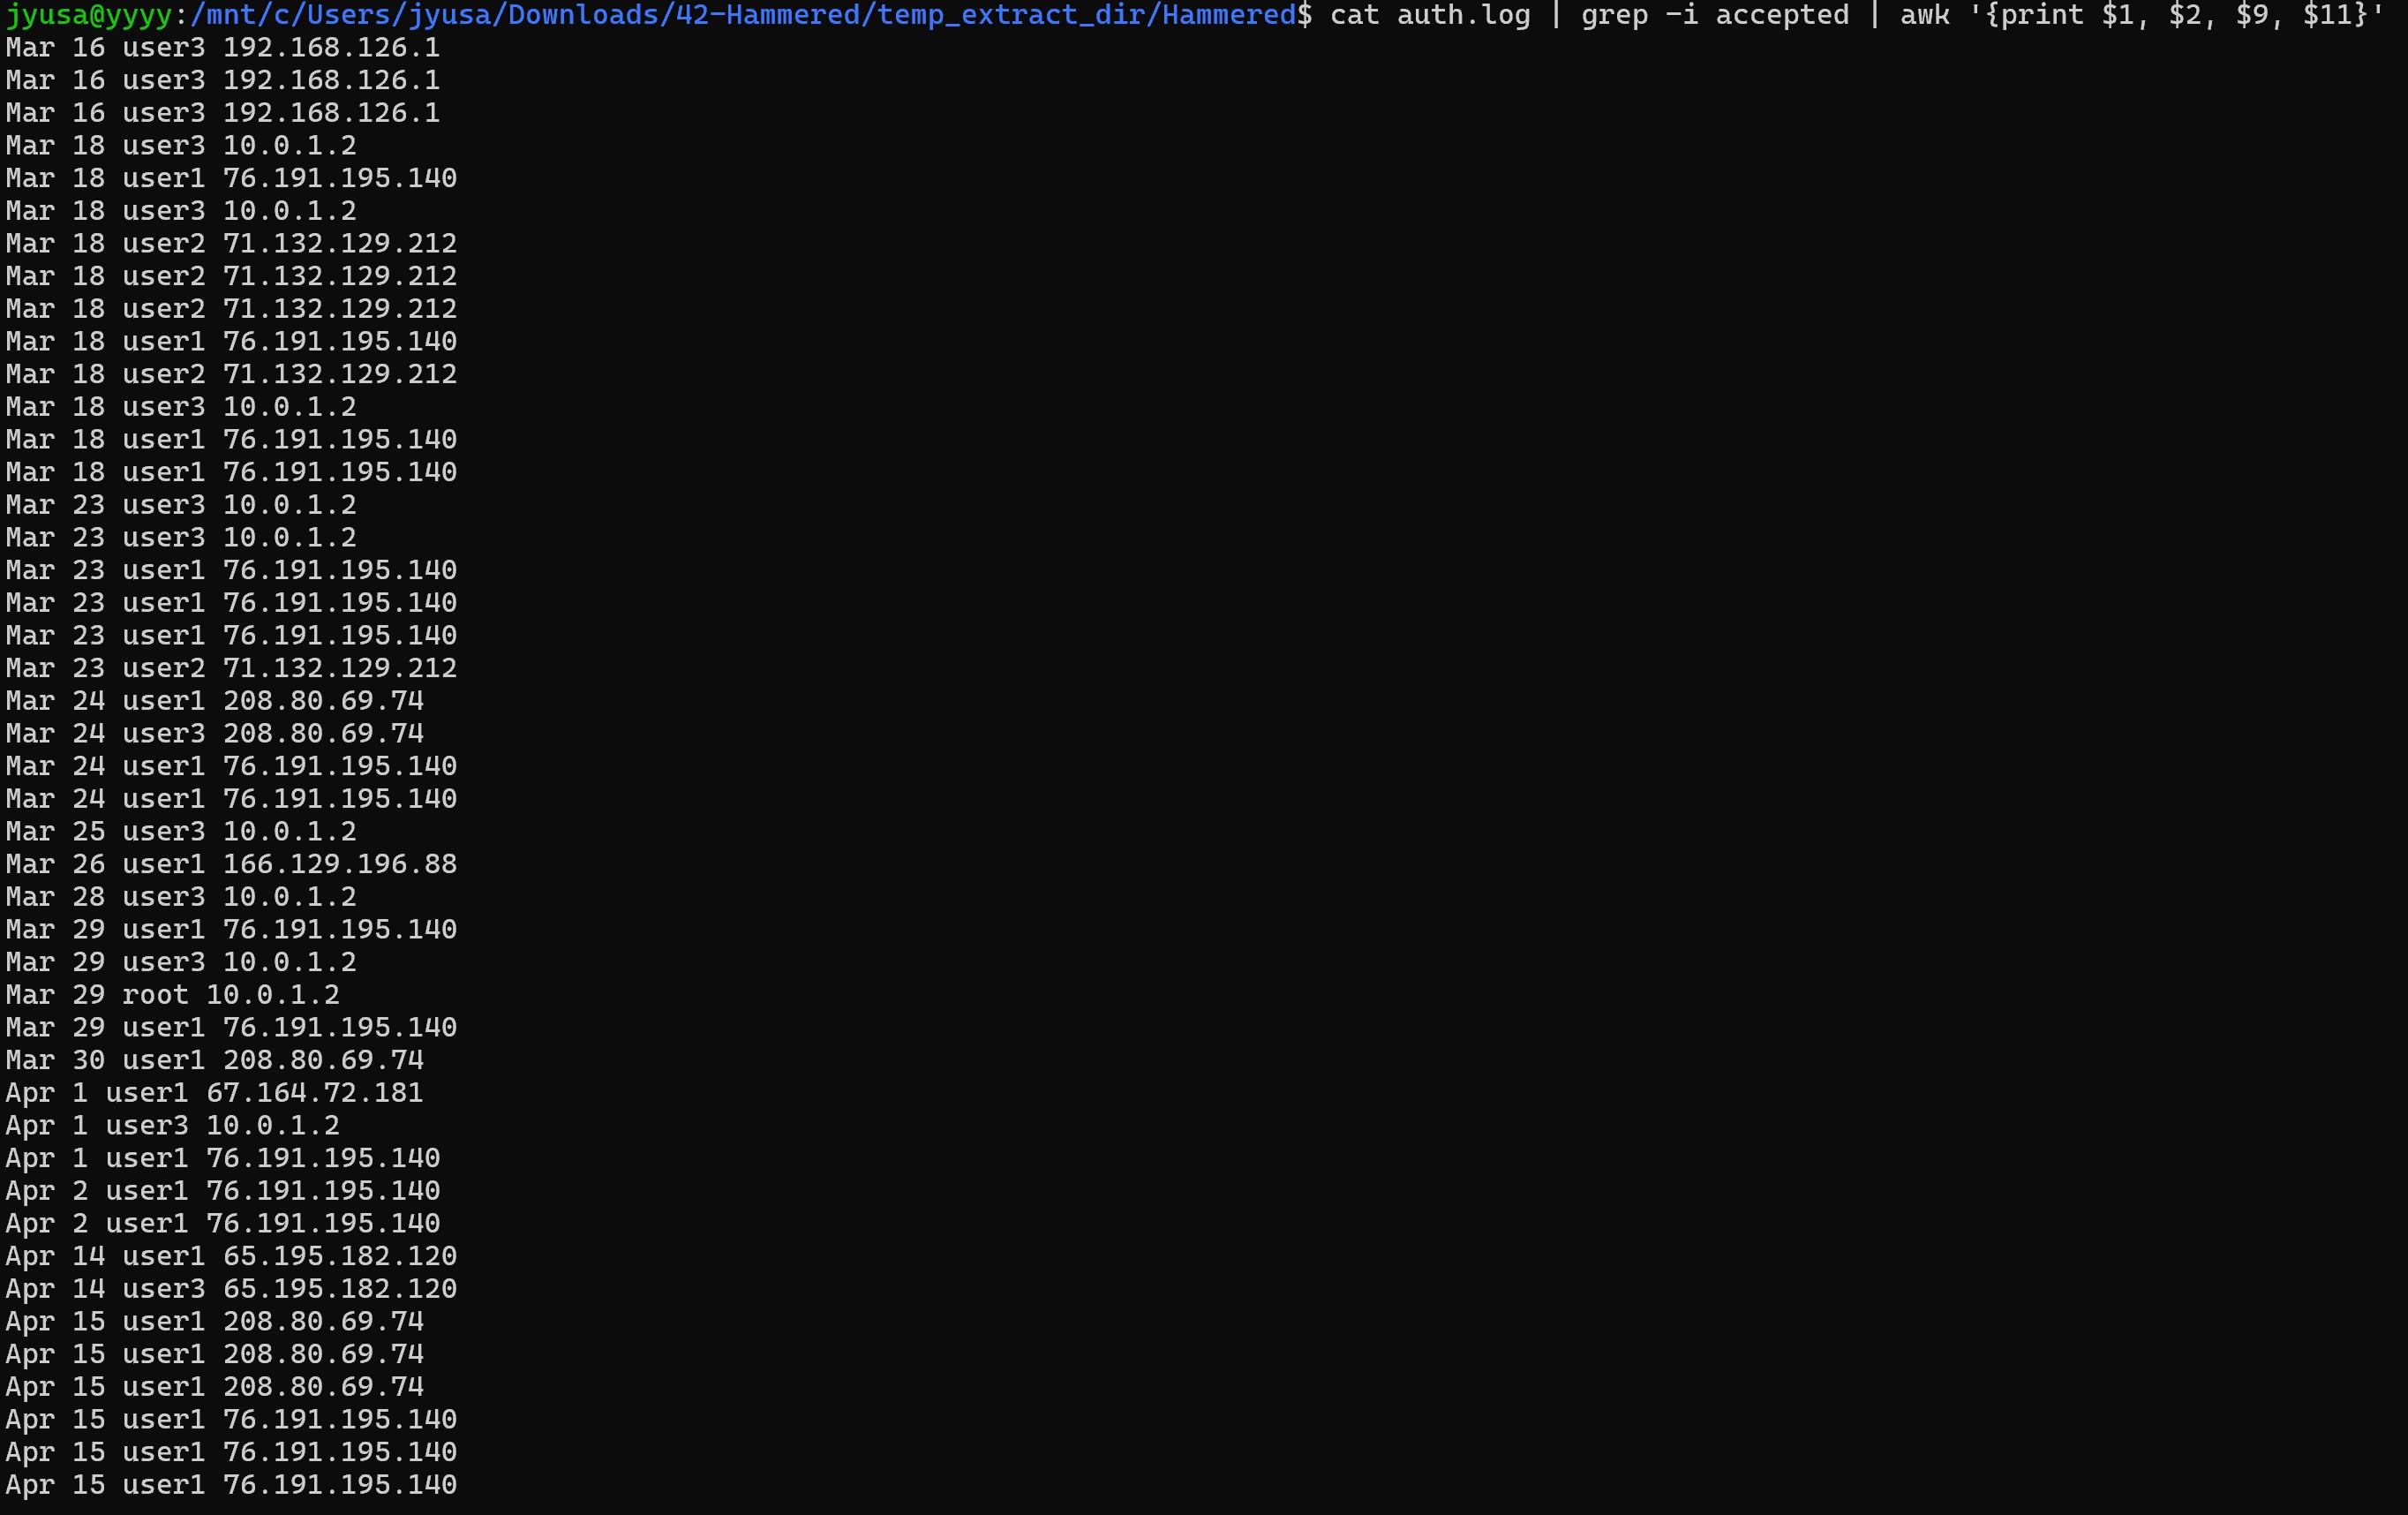 jyusa@yyyy:/mnt/c/Users/jyusa/Downloads/42-Hammered/temp_extract_dir/Hammered$ cat auth.log | grep -i accepted | awk '{print $1, $2, $9, $11}'
Mar 16 user3 192.168.126.1
Mar 16 user3 192.168.126.1
Mar 16 user3 192.168.126.1
Mar 18 user3 10.0.1.2
Mar 18 user1 76.191.195.140
Mar 18 user3 10.0.1.2
Mar 18 user2 71.132.129.212
Mar 18 user2 71.132.129.212
Mar 18 user2 71.132.129.212
Mar 18 user1 76.191.195.140
Mar 18 user2 71.132.129.212
Mar 18 user3 10.0.1.2
Mar 18 user1 76.191.195.140
Mar 18 user1 76.191.195.140
Mar 23 user3 10.0.1.2
Mar 23 user3 10.0.1.2
Mar 23 user1 76.191.195.140
Mar 23 user1 76.191.195.140
Mar 23 user1 76.191.195.140
Mar 23 user2 71.132.129.212
Mar 24 user1 208.80.69.74
Mar 24 user3 208.80.69.74
Mar 24 user1 76.191.195.140
Mar 24 user1 76.191.195.140
Mar 25 user3 10.0.1.2
Mar 26 user1 166.129.196.88
Mar 28 user3 10.0.1.2
Mar 29 user1 76.191.195.140
Mar 29 user3 10.0.1.2
Mar 29 root 10.0.1.2
Mar 29 user1 76.191.195.140
Mar 30 user1 208.80.69.74
Apr 1 user1 67.164.72.181
Apr 1 user3 10.0.1.2
Apr 1 user1 76.191.195.140
Apr 2 user1 76.191.195.140
Apr 2 user1 76.191.195.140
Apr 14 user1 65.195.182.120
Apr 14 user3 65.195.182.120
Apr 15 user1 208.80.69.74
Apr 15 user1 208.80.69.74
Apr 15 user1 208.80.69.74
Apr 15 user1 76.191.195.140
Apr 15 user1 76.191.195.140
Apr 15 user1 76.191.195.140